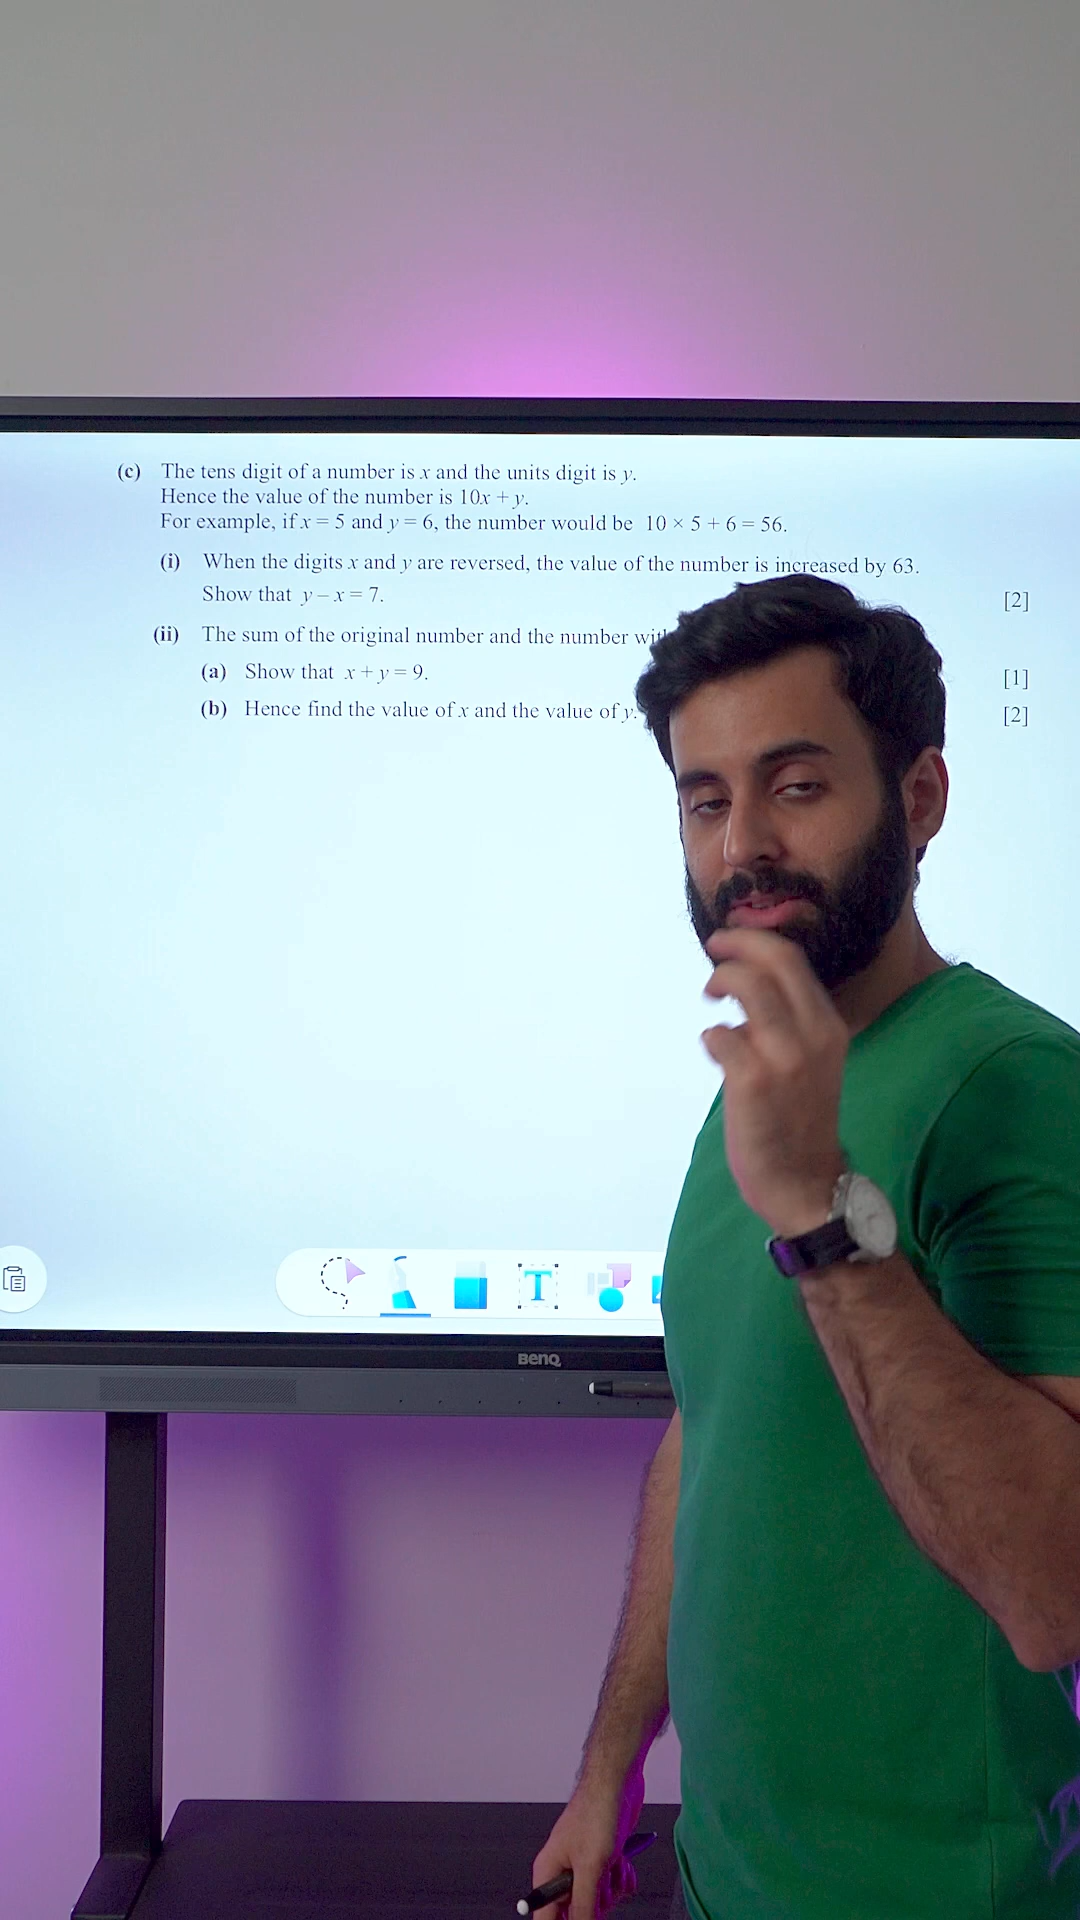 (c) The tens digit of a number is x and the units digit is y.
Hence the value of the number is 10x + y.
For example, if x = 5 and y = 6, the number would be 10 × 5 + 6 = 56.
(i) When the digits x and y are reversed, the value of the number is increased by 63.
Show that y − x = 7. [2]
(ii) The sum of the original number and the number
(a) Show that x + y = 9. [1]
(b) Hence find the value of x and the value of y. [2]
T
BenQ